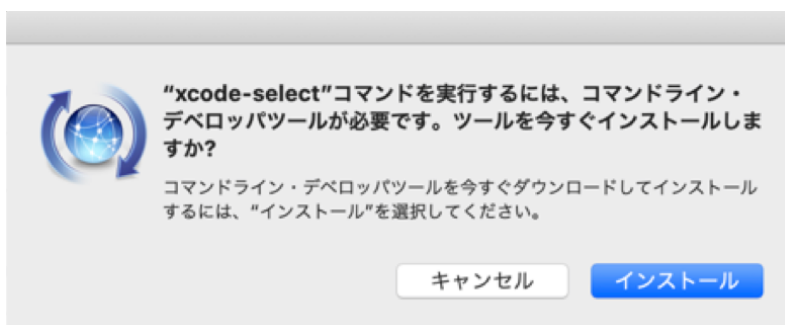 “xcode-select”コマンドを実行するには、コマンドライン・
デベロッパツールが必要です。ツールを今すぐインストールしま
すか?
コマンドライン・デベロッパツールを今すぐダウンロードしてインストール
するには、“インストール”を選択してください。
キャンセル
インストール